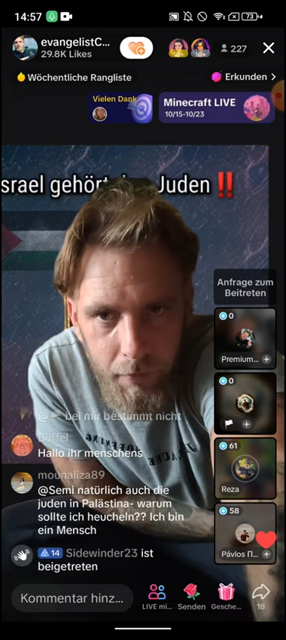 14:57
73
evangelistC...
29.8K Likes
227
Wöchentliche Rangliste
Erkunden
Vielen Dank
Minecraft LIVE
10/15-10/23
srael gehört Juden ‼️
Anfrage zum
Beitreten
0
Premium...
0
61
Reza
58
Pávlos Π...
bei mir bestimmt nicht
Hallo ihr menschens
mounaliza89
@Semi natürlich auch die
juden in Palästina- warum
sollte ich heucheln?? Ich bin
ein Mensch
14 Sidewinder23 ist
beigetreten
Kommentar hinz...
LIVE mi...
Senden
Gesche...
18